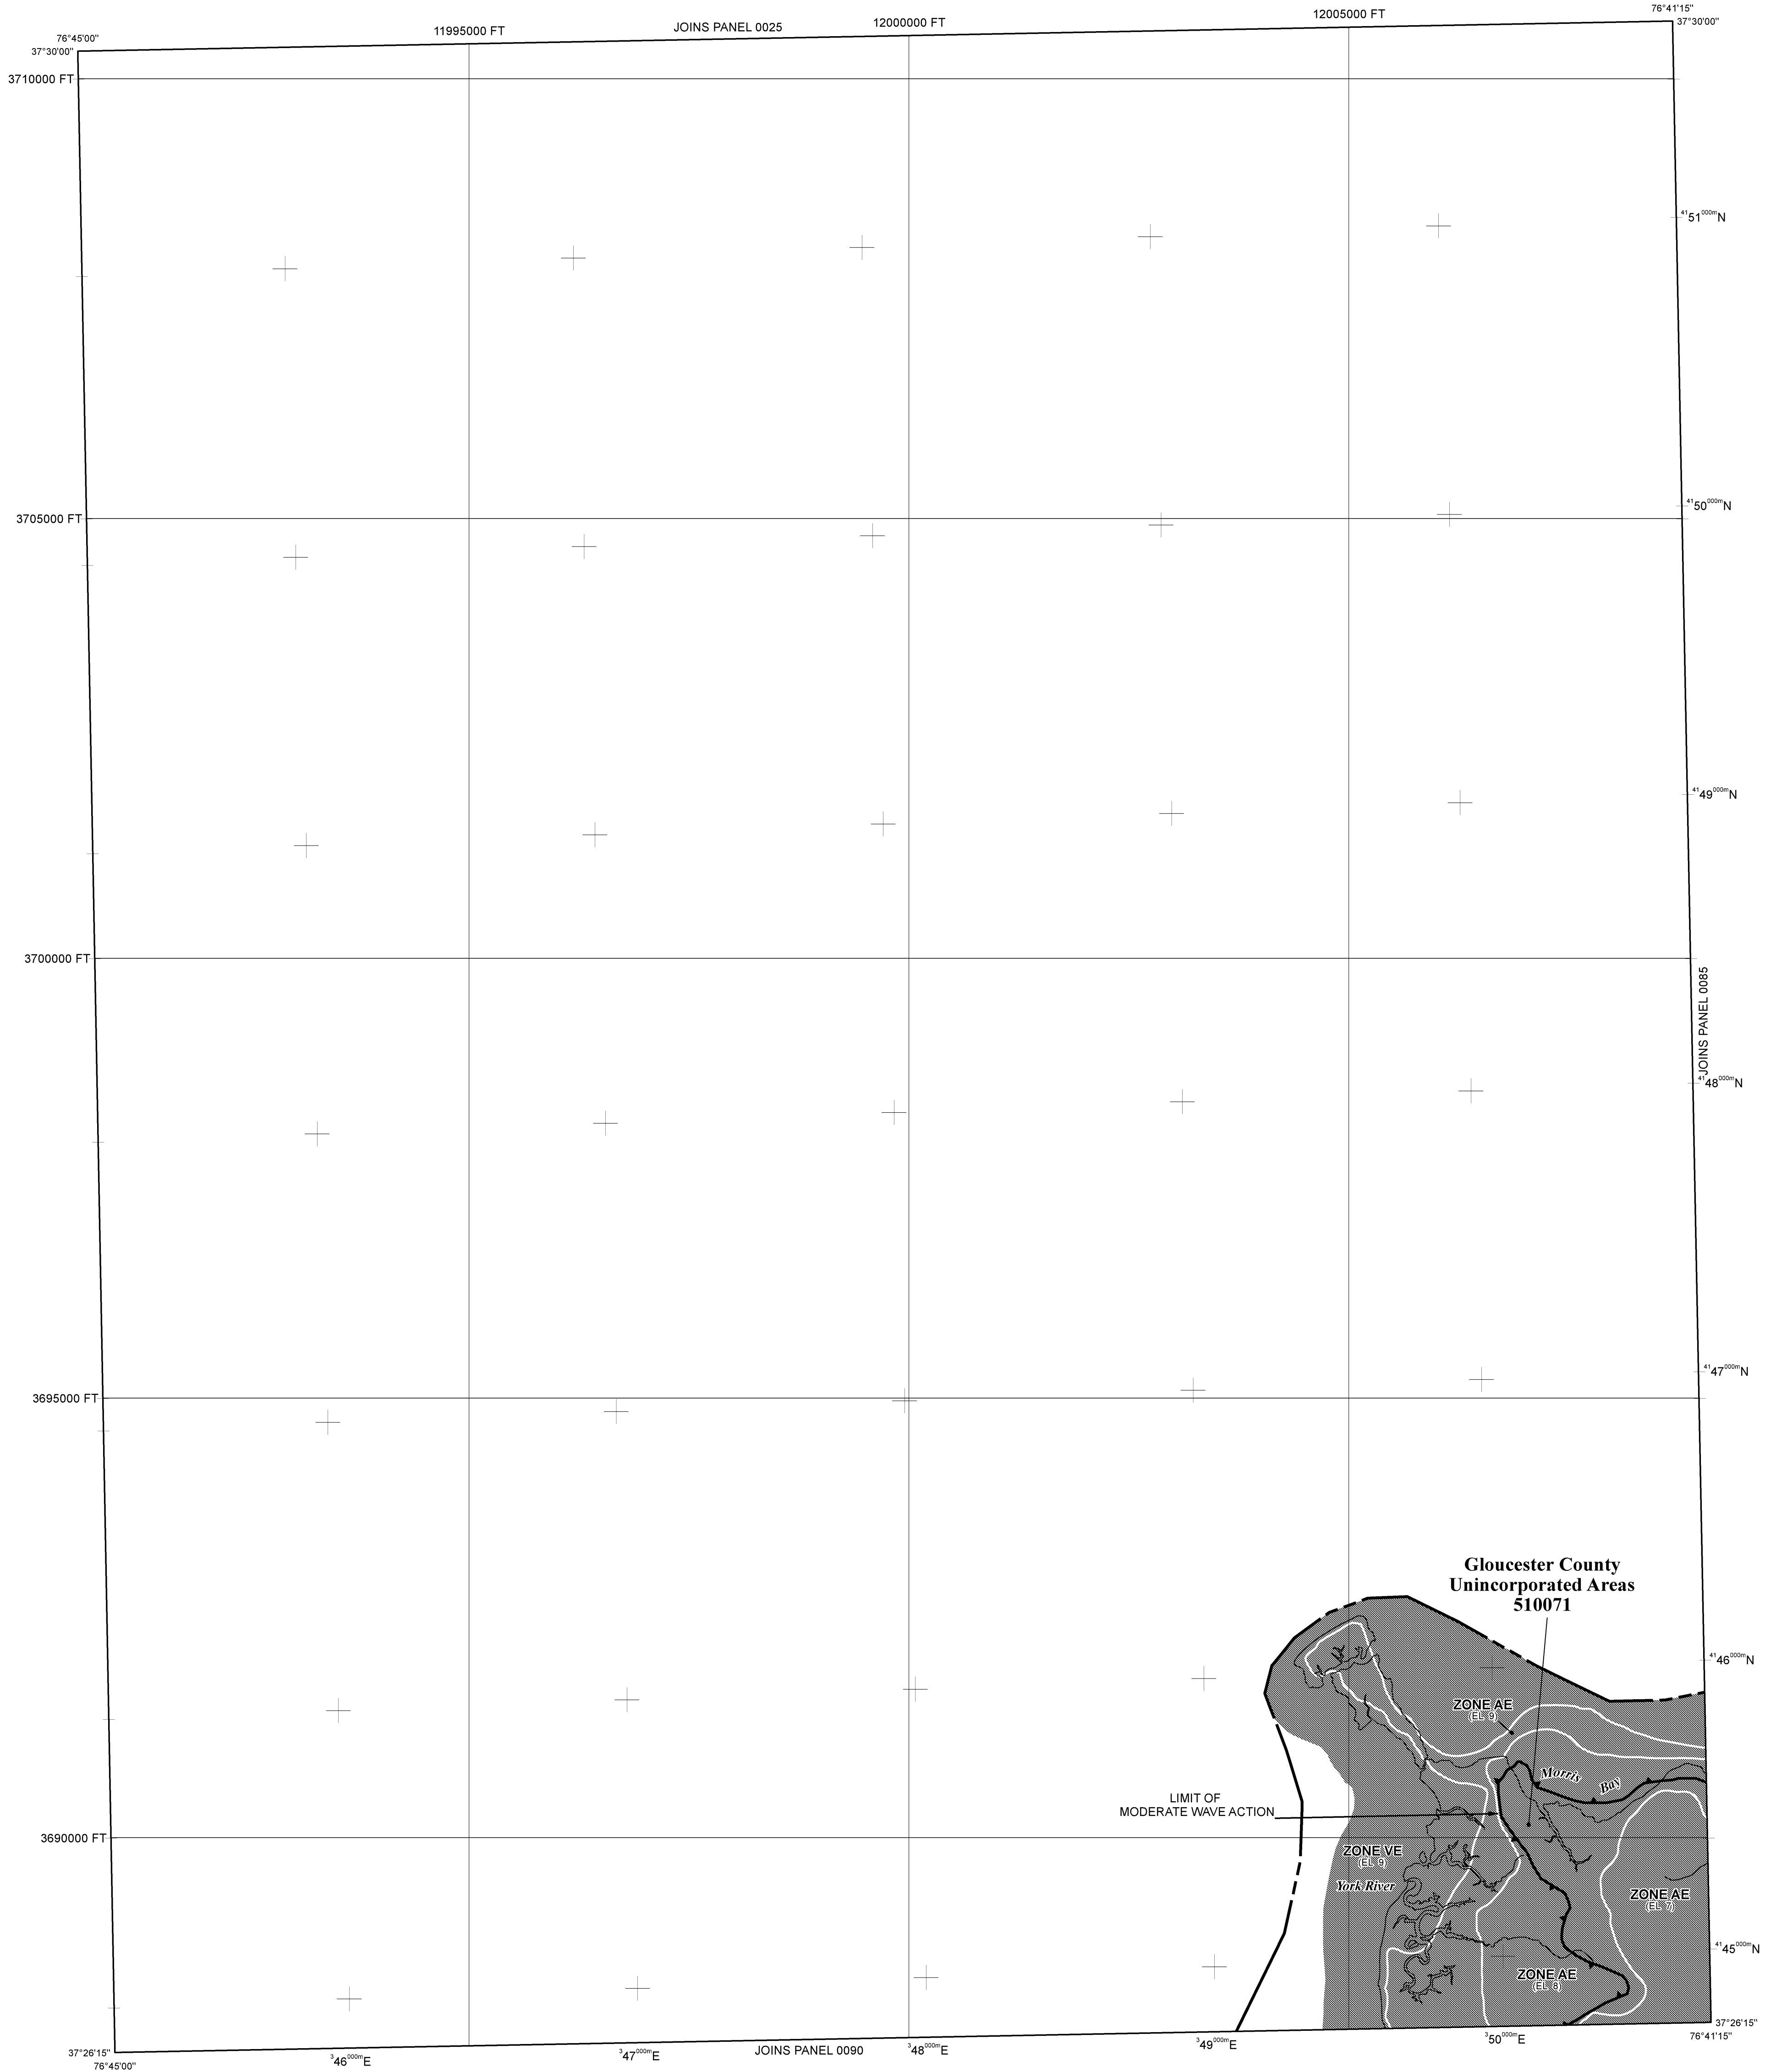 12005000 FT
76°41'15"
12000000 FT
37°30'00"
11995000 FT
JOINS PANEL 0025
76°45'00"
37°30'00"
3710000 FT
4151000mN
4150000mN
3705000 FT
4149000mN
3700000 FT
JOINS PANEL 0085
4148000mN
4147000mN
3695000 FT
Gloucester County
Unincorporated Areas
510071
4146000mN
ZONE AE
(EL 9)
Morris Bay
LIMIT OF
MODERATE WAVE ACTION
3690000 FT
ZONE VE
(EL 9)
York River
ZONE AE
(EL 7)
4145000mN
ZONE AE
(EL 8)
37°26'15"
76°41'15"
350000mE
349000mE
348000mE
JOINS PANEL 0090
347000mE
346000mE
37°26'15"
76°45'00"